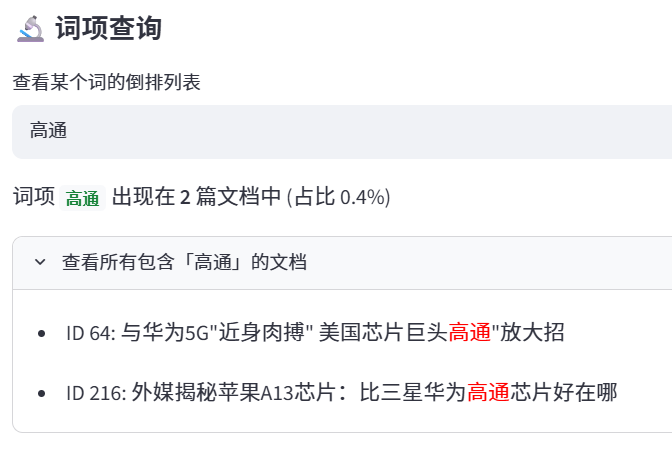 词项查询
查看某个词的倒排列表
高通
词项 高通 出现在 2 篇文档中 (占比 0.4%)
查看所有包含「高通」的文档
ID 64: 与华为5G"近身肉搏" 美国芯片巨头高通"放大招
ID 216: 外媒揭秘苹果A13芯片：比三星华为高通芯片好在哪